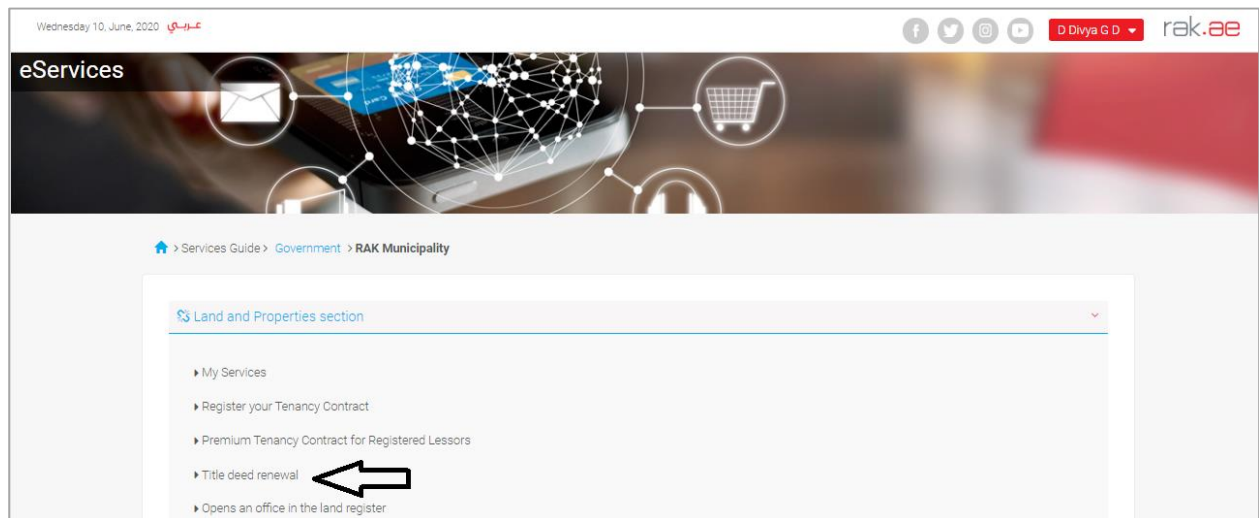 Wednesday 10, June, 2020 عـربـي
D Divya G D
rak.ae
eServices
Card
> Services Guide > Government > RAK Municipality
Land and Properties section
My Services
Register your Tenancy Contract
Premium Tenancy Contract for Registered Lessors
Title deed renewal
Opens an office in the land register